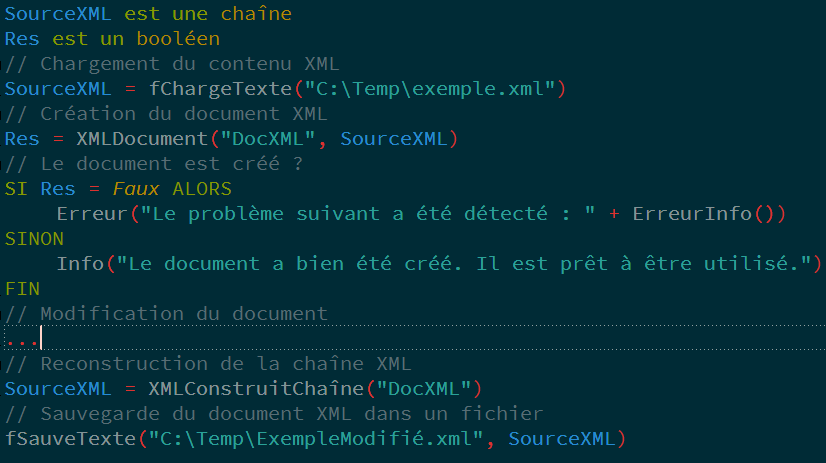 SourceXML est une chaîne
Res est un booléen
// Chargement du contenu XML
SourceXML = fChargeTexte("C:\Temp\exemple.xml")
// Création du document XML
Res = XMLDocument("DocXML", SourceXML)
// Le document est créé ?
SI Res = Faux ALORS
    Erreur("Le problème suivant a été détecté : " + ErreurInfo())
SINON
    Info("Le document a bien été créé. Il est prêt à être utilisé.")
FIN
// Modification du document
...
// Reconstruction de la chaîne XML
SourceXML = XMLConstruitChaîne("DocXML")
// Sauvegarde du document XML dans un fichier
fSauveTexte("C:\Temp\ExempleModifié.xml", SourceXML)